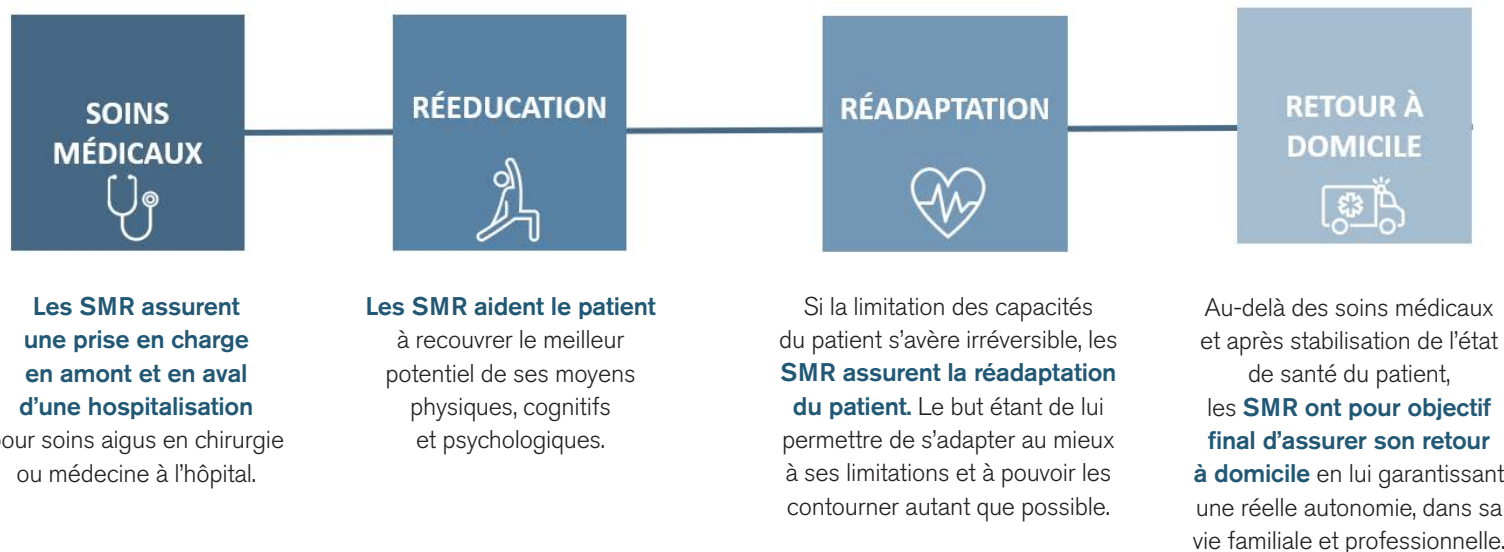 SOINS
MÉDICAUX
Les SMR assurent
une prise en charge
en amont et en aval
d’une hospitalisation
our soins aigus en chirurgie
ou médecine à l’hôpital.
RÉEDUCATION
Les SMR aident le patient
à recouvrer le meilleur
potentiel de ses moyens
physiques, cognitifs
et psychologiques.
RÉADAPTATION
Si la limitation des capacités
du patient s’avère irréversible, les
SMR assurent la réadaptation
du patient. Le but étant de lui
permettre de s’adapter au mieux
à ses limitations et à pouvoir les
contourner autant que possible.
RETOUR À
DOMICILE
Au-delà des soins médicaux
et après stabilisation de l’état
de santé du patient,
les SMR ont pour objectif
final d’assurer son retour
à domicile en lui garantissant
une réelle autonomie, dans sa
vie familiale et professionnelle.